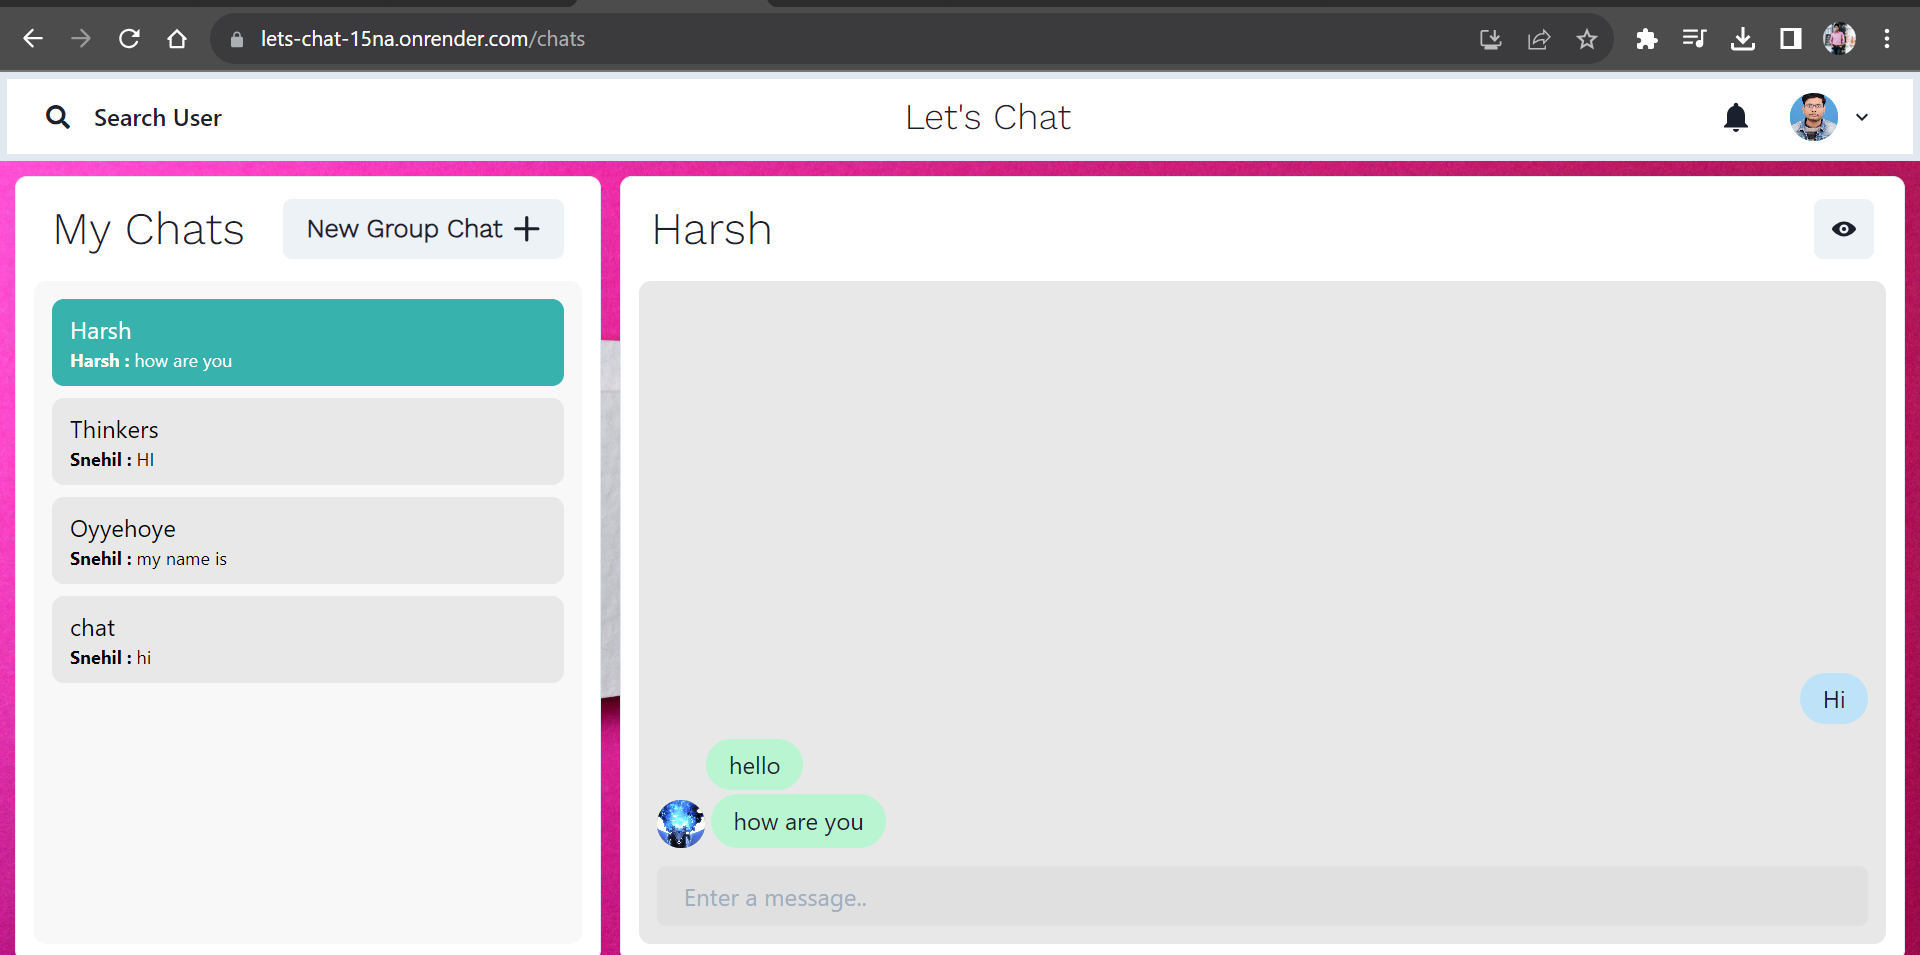 lets-chat-15na.onrender.com/chats
Search User
Let's Chat
My Chats
New Group Chat
Harsh
Harsh : how are you
Thinkers
Snehil : HI
Oyyehoye
Snehil : my name is
chat
Snehil : hi
Harsh
Hi
hello
how are you
Enter a message..